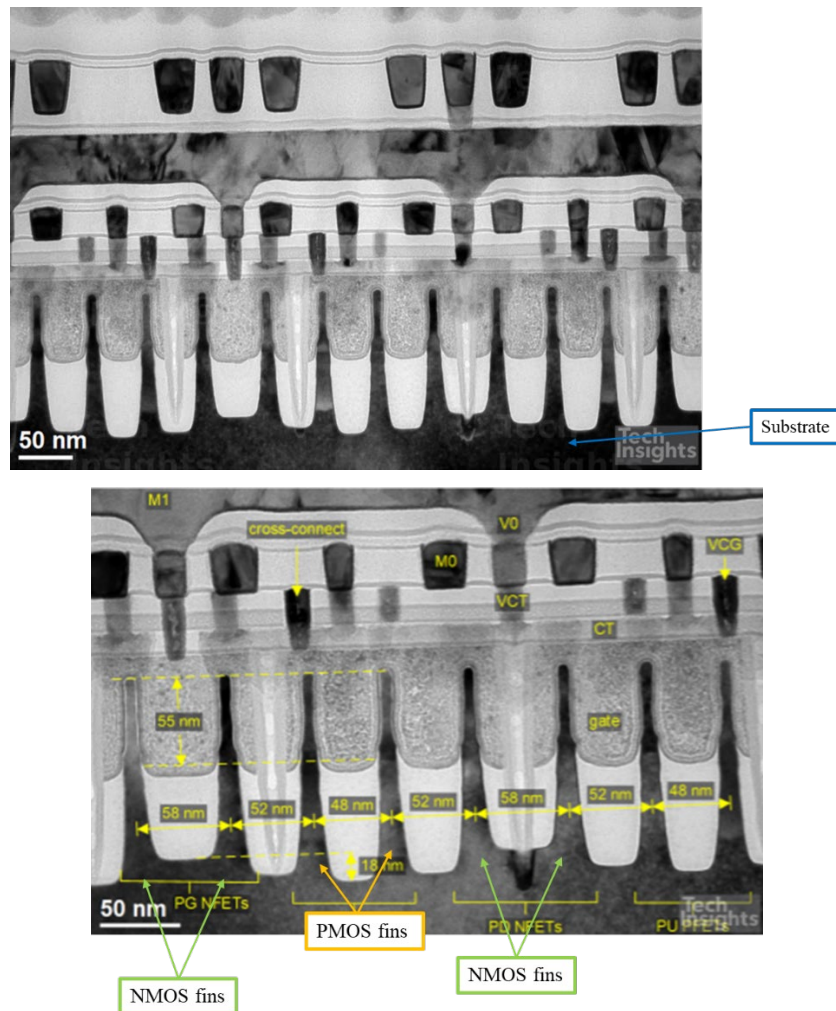 50 nm
Substrate
Tech
Insights
M1
cross-connect
V0
M0
VCG
VCT
CT
55 nm
gate
58 nm
52 nm
48 nm
52 nm
58 nm
52 nm
48 nm
18 nm
50 nm
PG NFETs
PMOS fins
PD NFETs
Tech
Insights
NMOS fins
NMOS fins